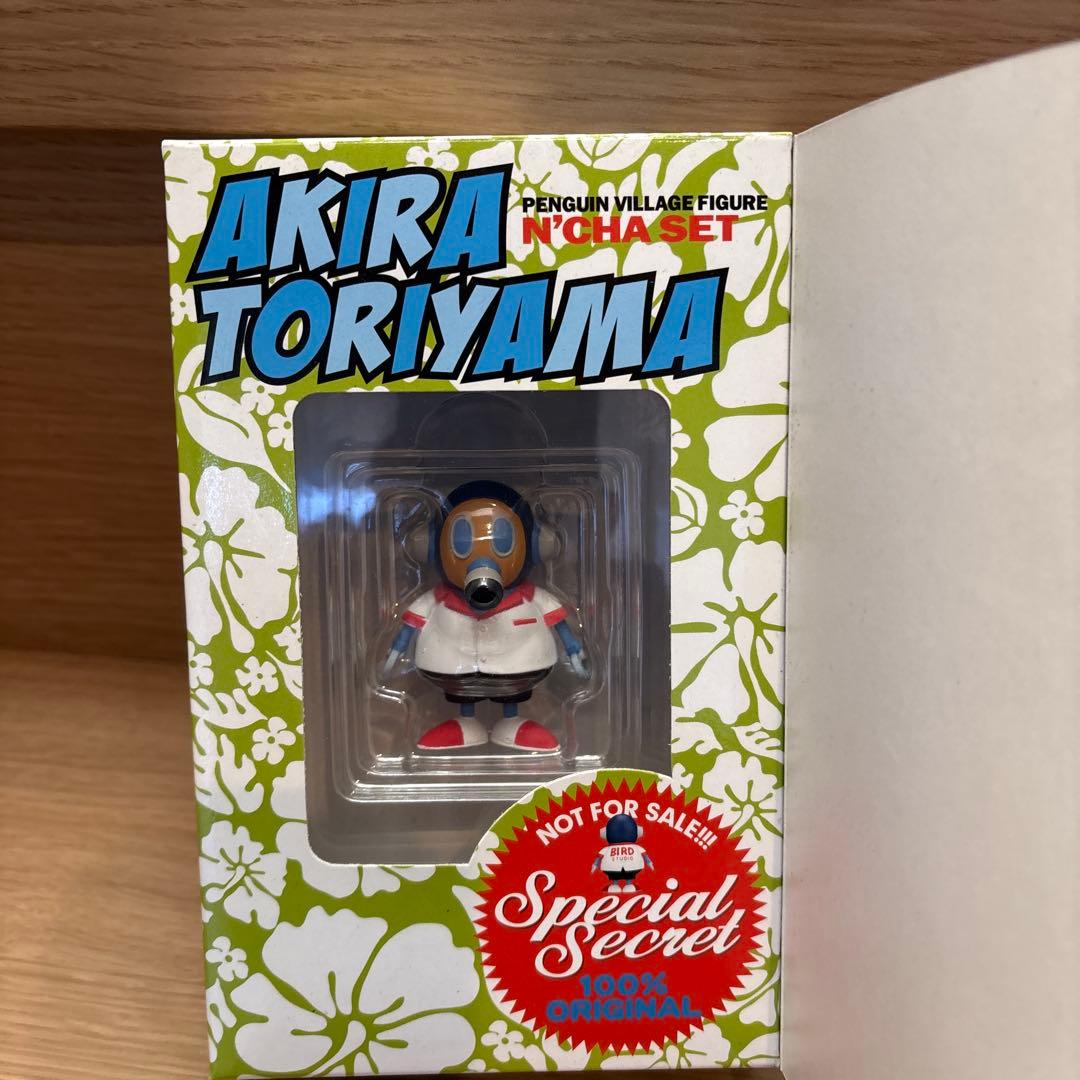 AKIRA
TORIYAMA
PENGUIN VILLAGE FIGURE
N'CHA SET
NOT FOR SALE!!!
BIRD
STUDIO
Special
Secret
100%
ORIGINAL